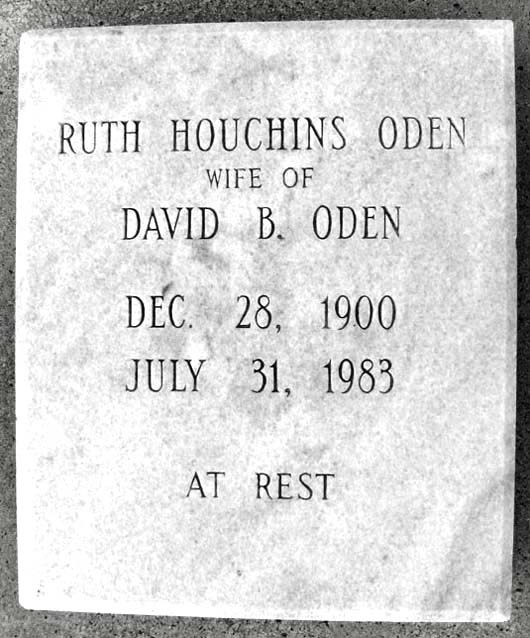 RUTH HOUCHINS ODEN
WIFE OF
DAVID B. ODEN
DEC. 28, 1900
JULY 31, 1983
AT REST